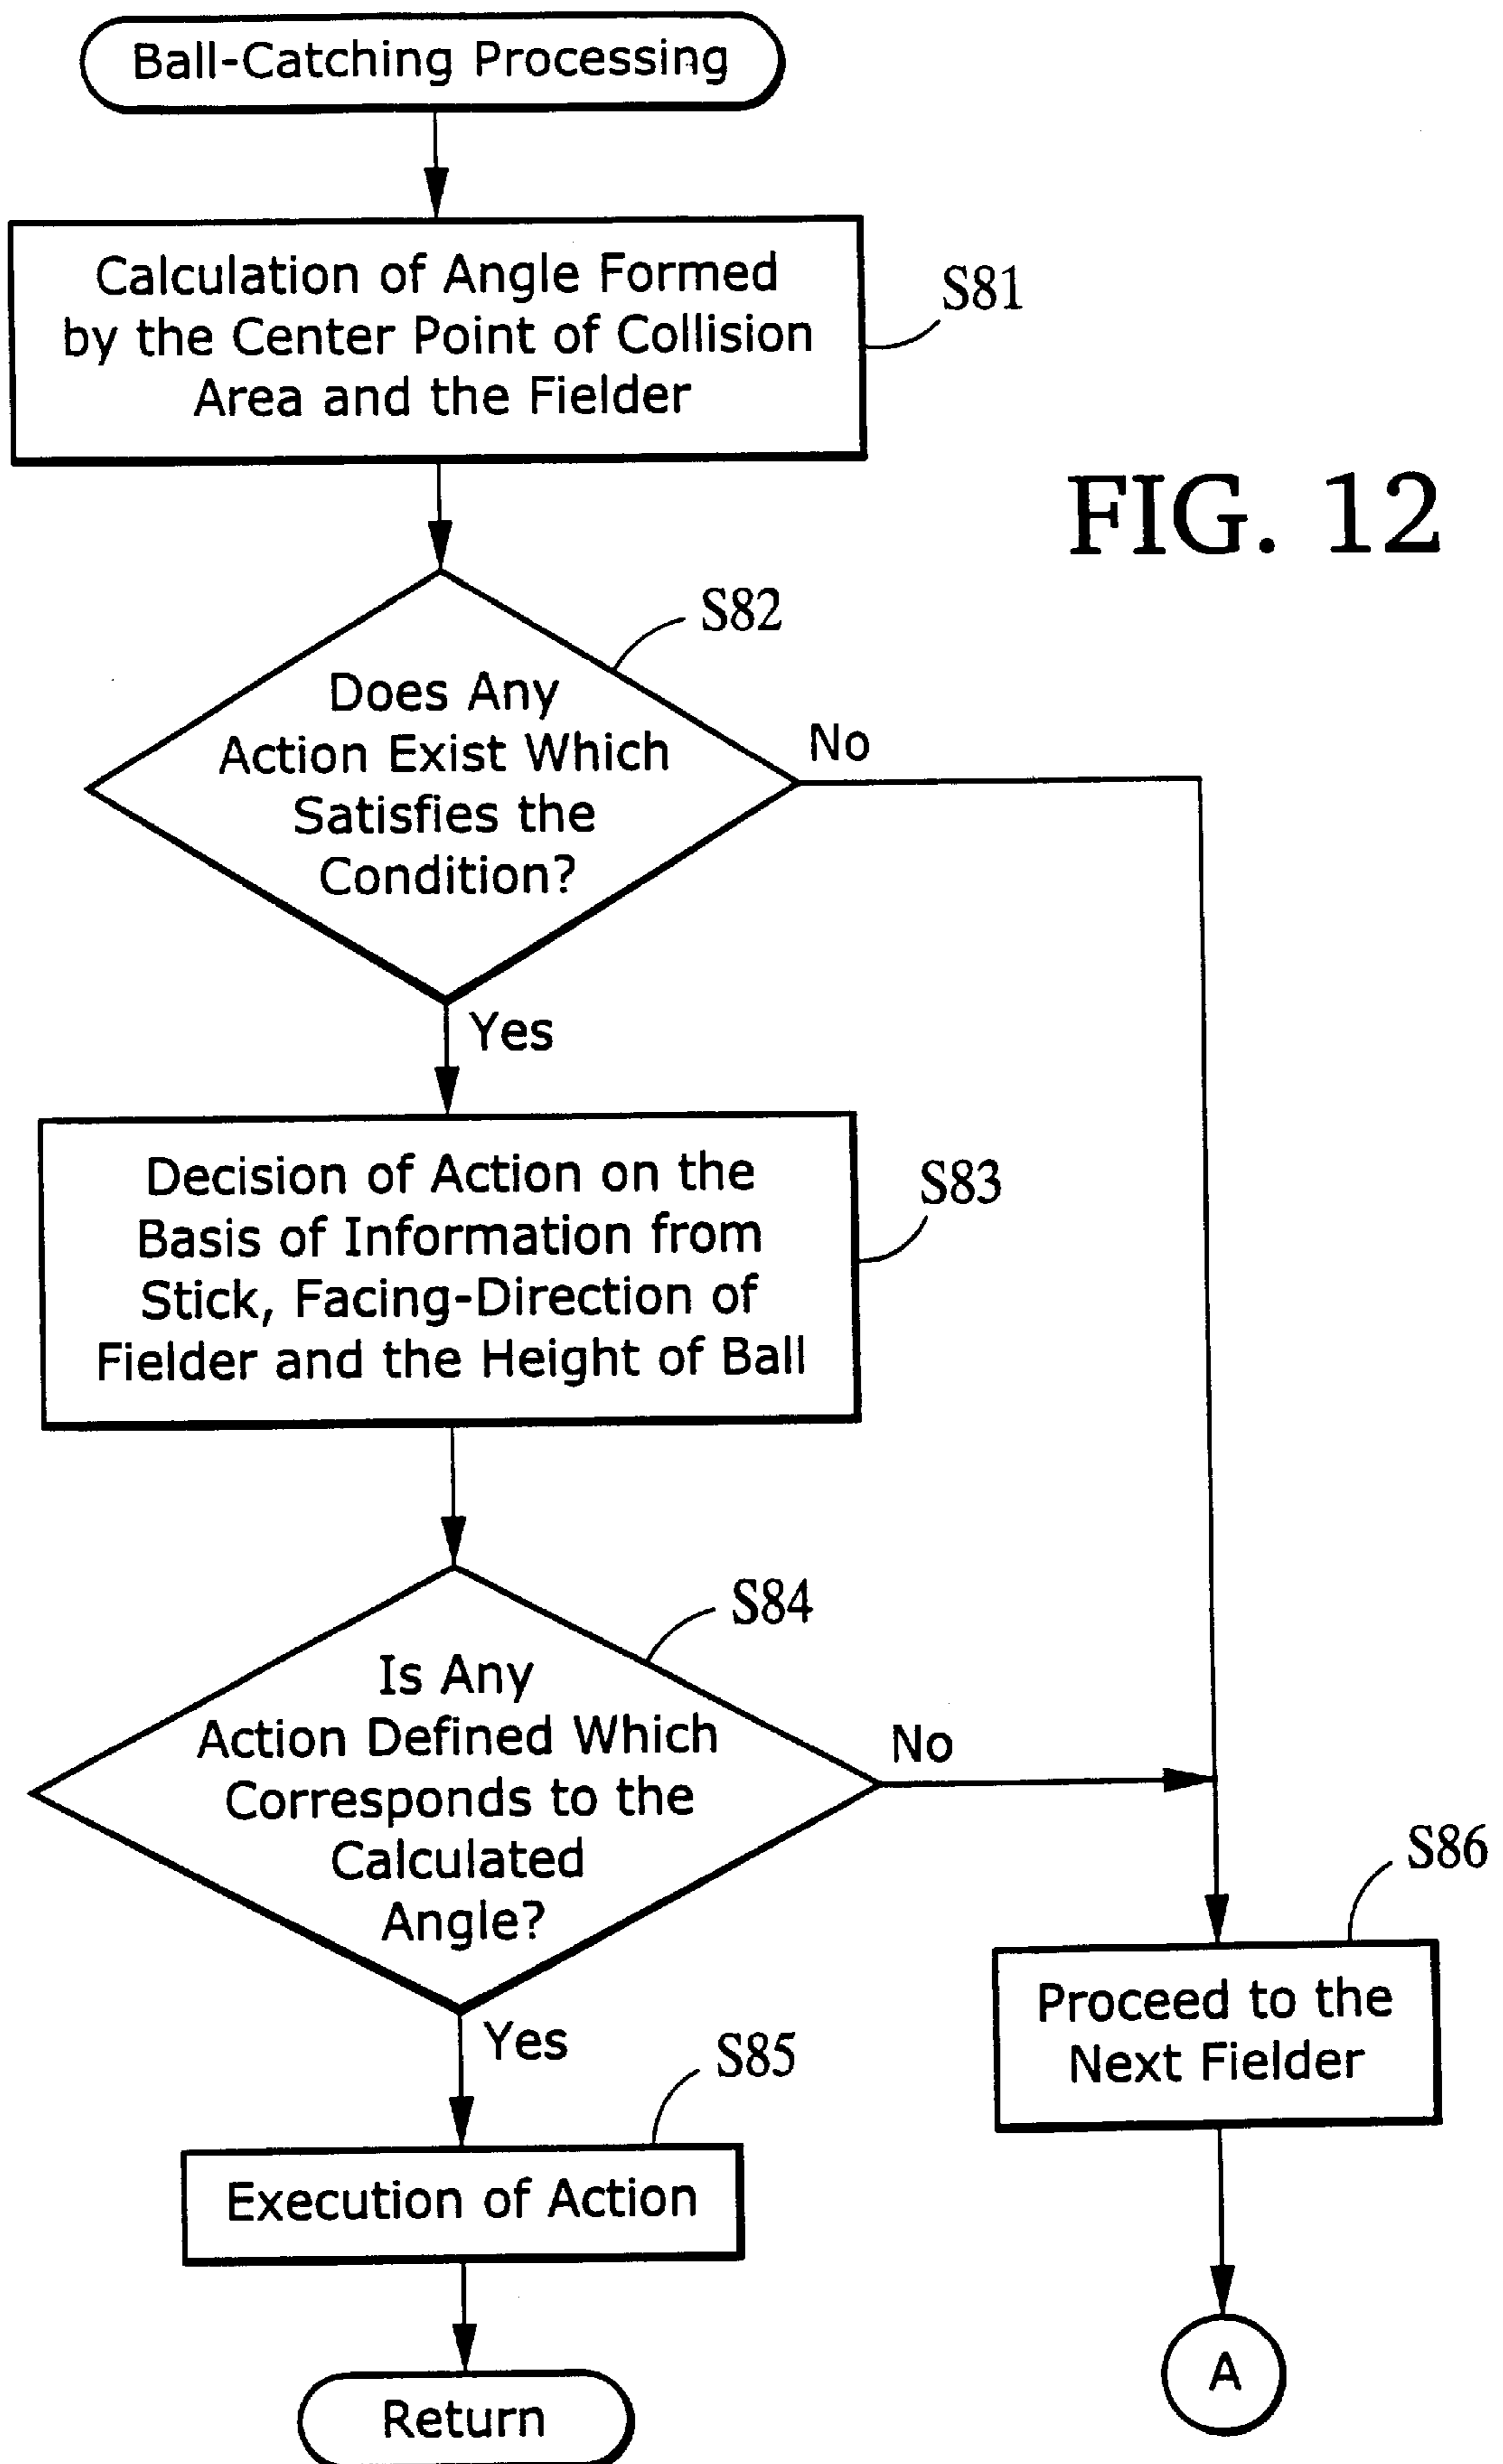 Ball-Catching Processing
Calculation of Angle Formed
by the Center Point of Collision
Area and the Fielder
S81
FIG. 12
S82
Does Any
Action Exist Which
Satisfies the
Condition?
No
Yes
Decision of Action on the
Basis of Information from
Stick, Facing-Direction of
Fielder and the Height of Ball
S83
S84
Is Any
Action Defined Which
Corresponds to the
Calculated
Angle?
No
Yes
S86
Proceed to the
Next Fielder
S85
Execution of Action
Return
A